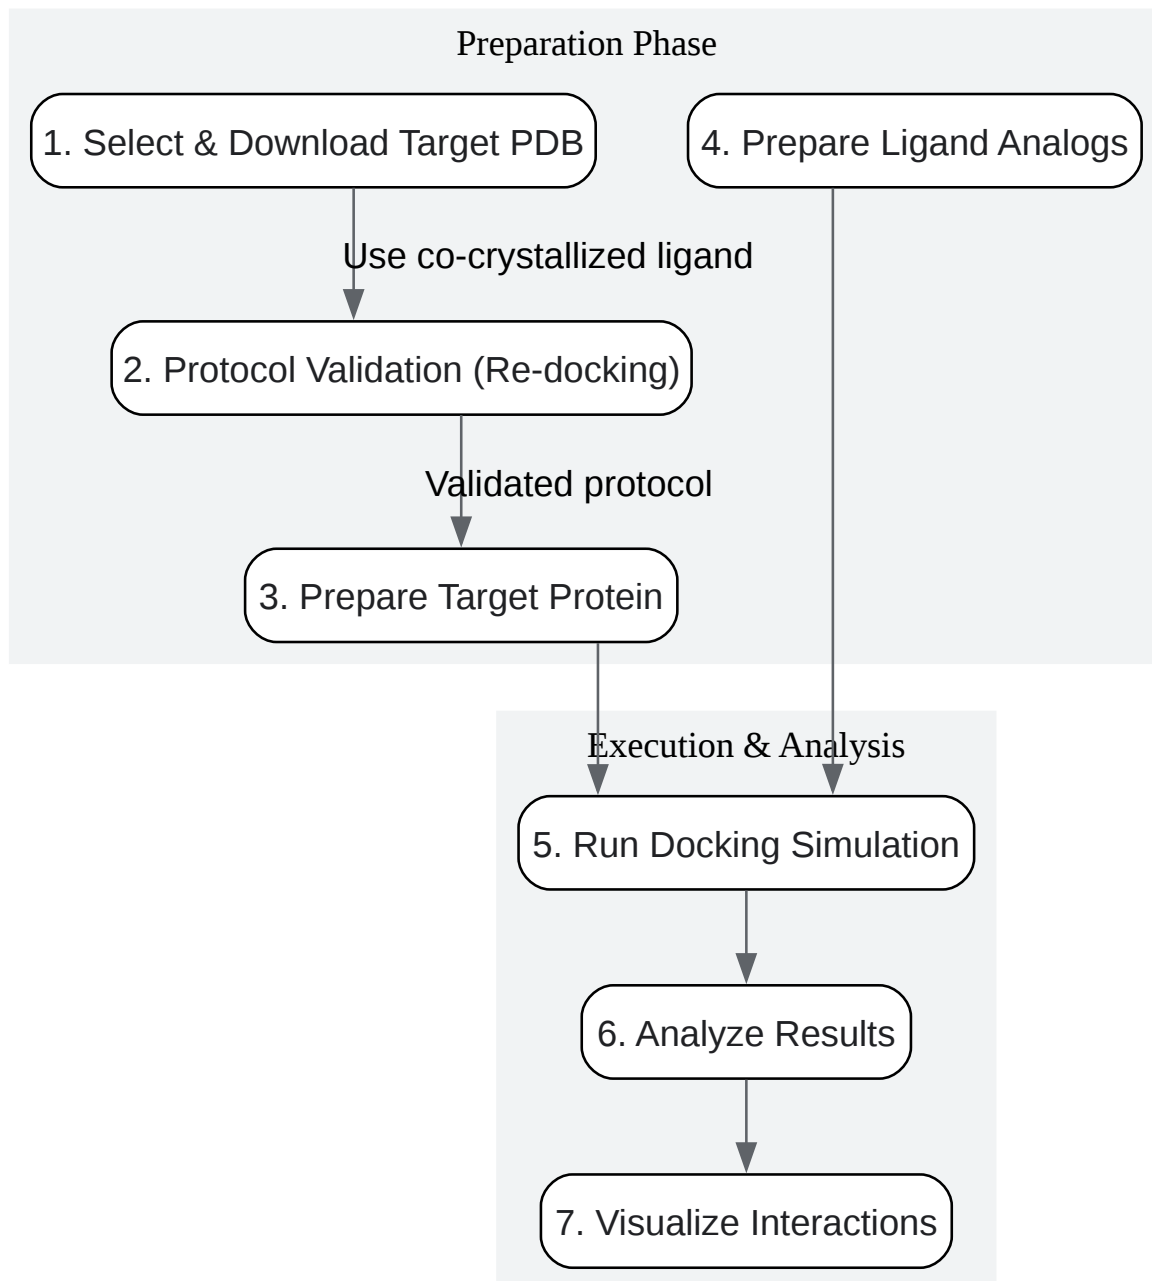 Preparation Phase
1. Select & Download Target PDB
4. Prepare Ligand Analogs
Use co-crystallized ligand
2. Protocol Validation (Re-docking)
Validated protocol
3. Prepare Target Protein
Execution & Analysis
5. Run Docking Simulation
6. Analyze Results
7. Visualize Interactions